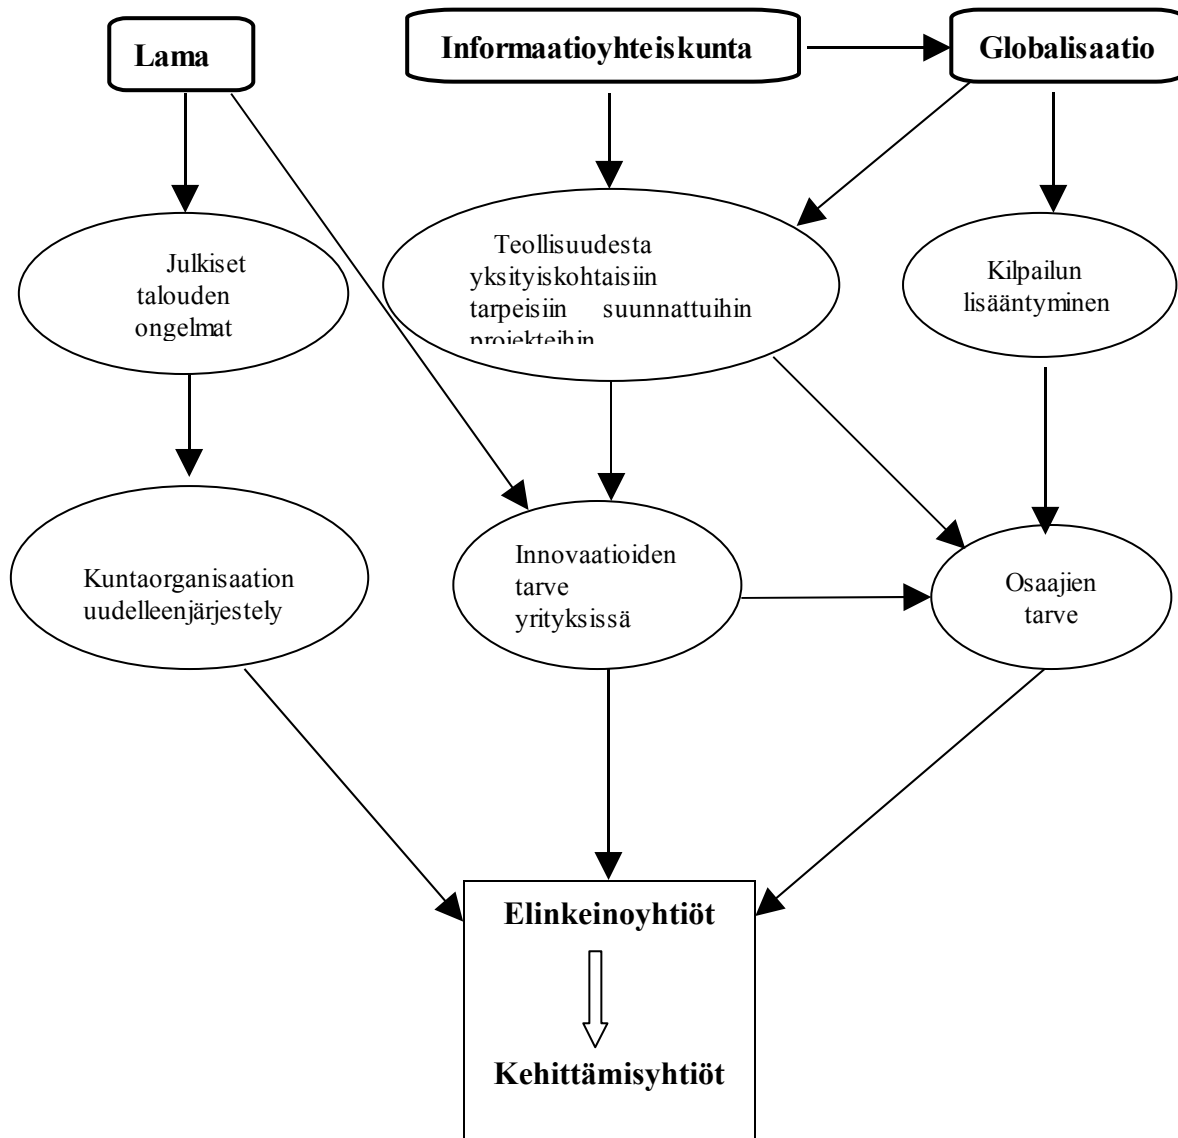 Lama
Informaatioyhteiskunta
Globalisaatio
Julkiset
talouden
ongelmat
Teollisuudesta
yksityiskohtaisiin
tarpeisiin suunnattuihin
projekteihin
Kilpailun
lisääntyminen
Kuntaorganisaation
uudelleenjärjestely
Innovaatioiden
tarve
yrityksissä
Osaajien
tarve
Elinkeinoyhtiöt
Kehittämisyhtiöt